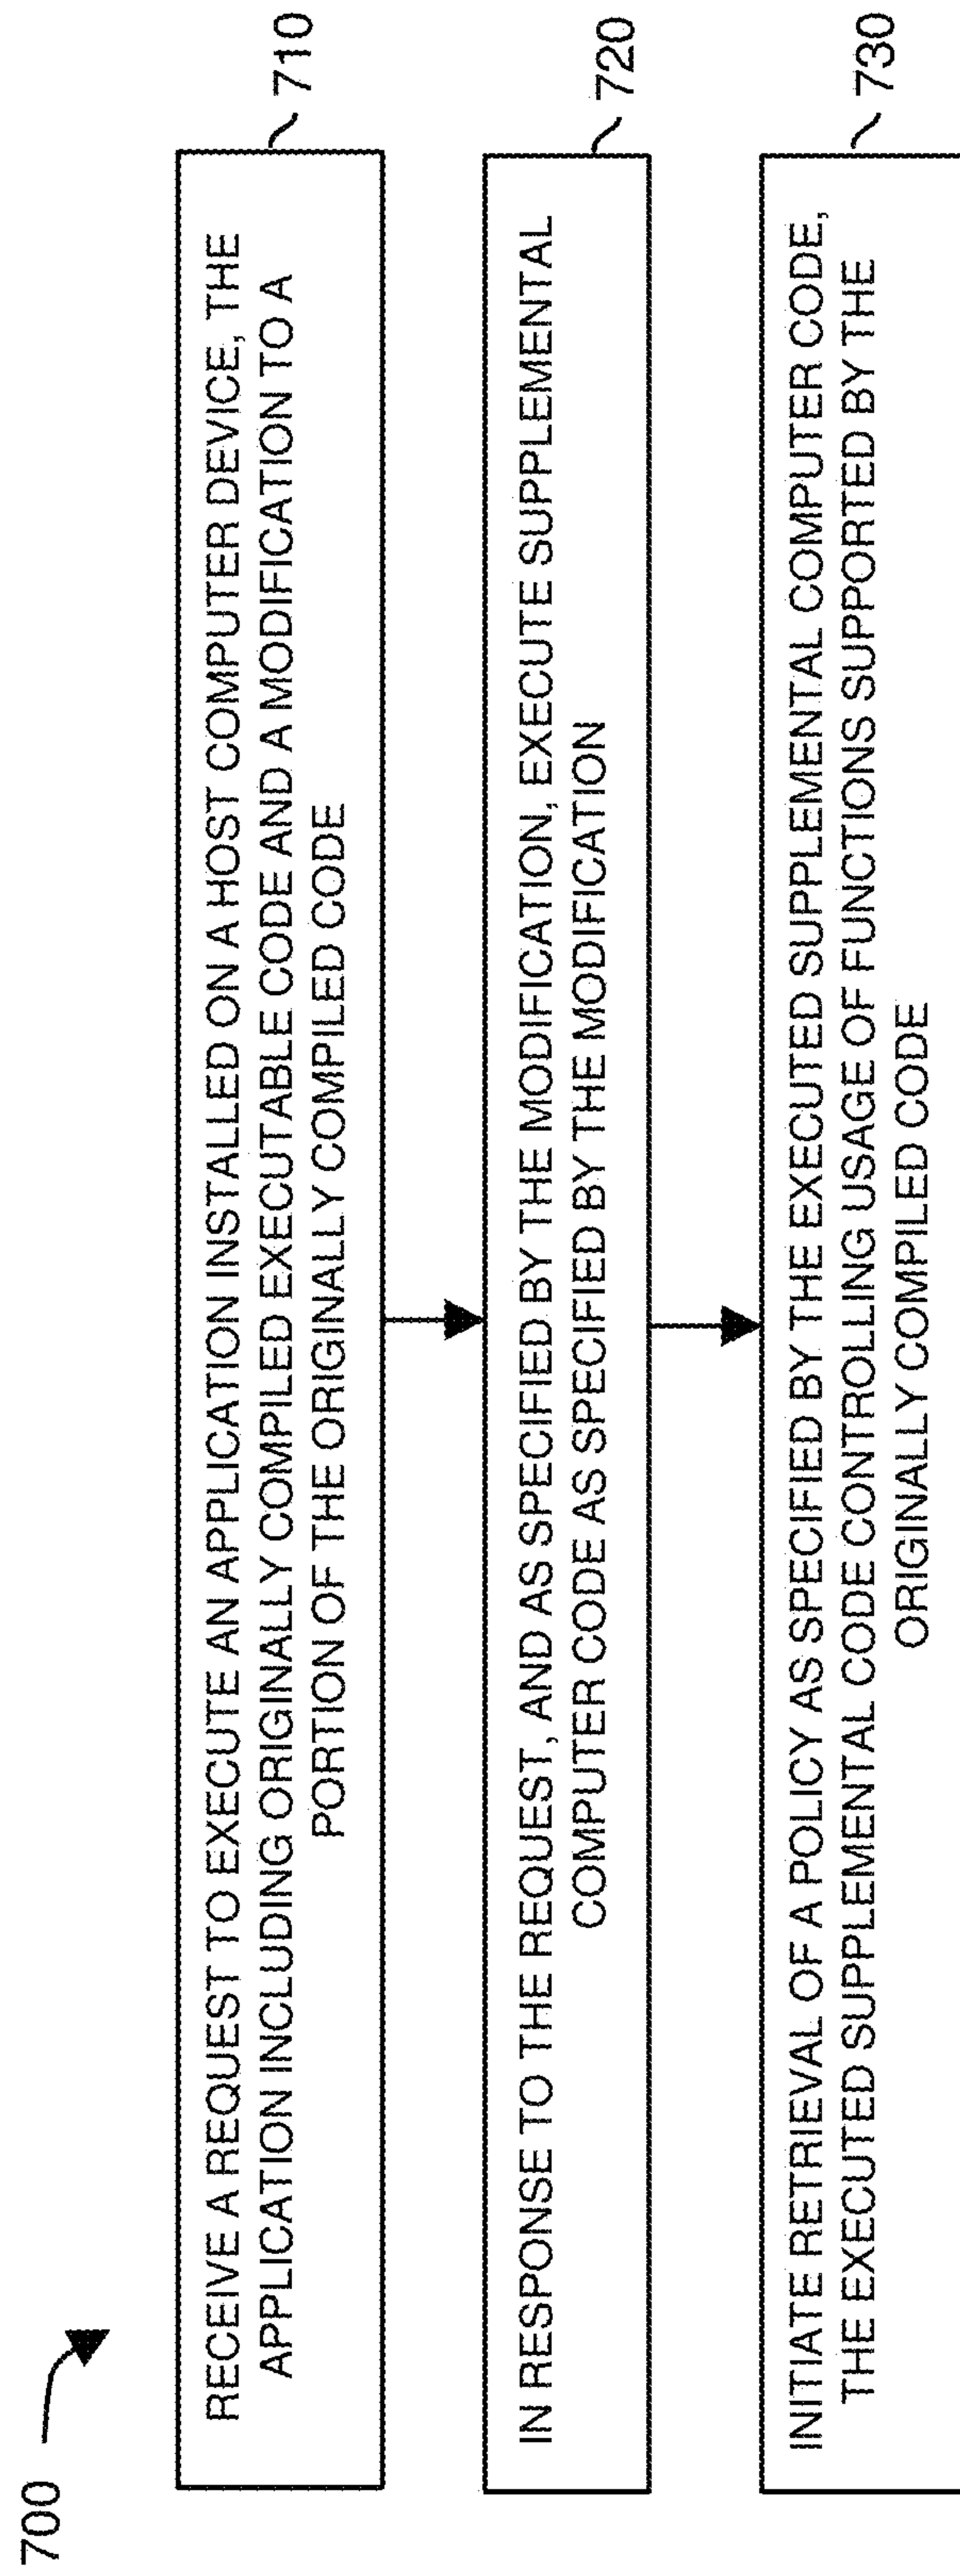 700
RECEIVE A REQUEST TO EXECUTE AN APPLICATION INSTALLED ON A HOST COMPUTER DEVICE, THE
APPLICATION INCLUDING ORIGINALLY COMPILED EXECUTABLE CODE AND A MODIFICATION TO A
PORTION OF THE ORIGINALLY COMPILED CODE
710
IN RESPONSE TO THE REQUEST, AND AS SPECIFIED BY THE MODIFICATION, EXECUTE SUPPLEMENTAL
COMPUTER CODE AS SPECIFIED BY THE MODIFICATION
720
INITIATE RETRIEVAL OF A POLICY AS SPECIFIED BY THE EXECUTED SUPPLEMENTAL COMPUTER CODE,
THE EXECUTED SUPPLEMENTAL CODE CONTROLLING USAGE OF FUNCTIONS SUPPORTED BY THE
ORIGINALLY COMPILED CODE
730